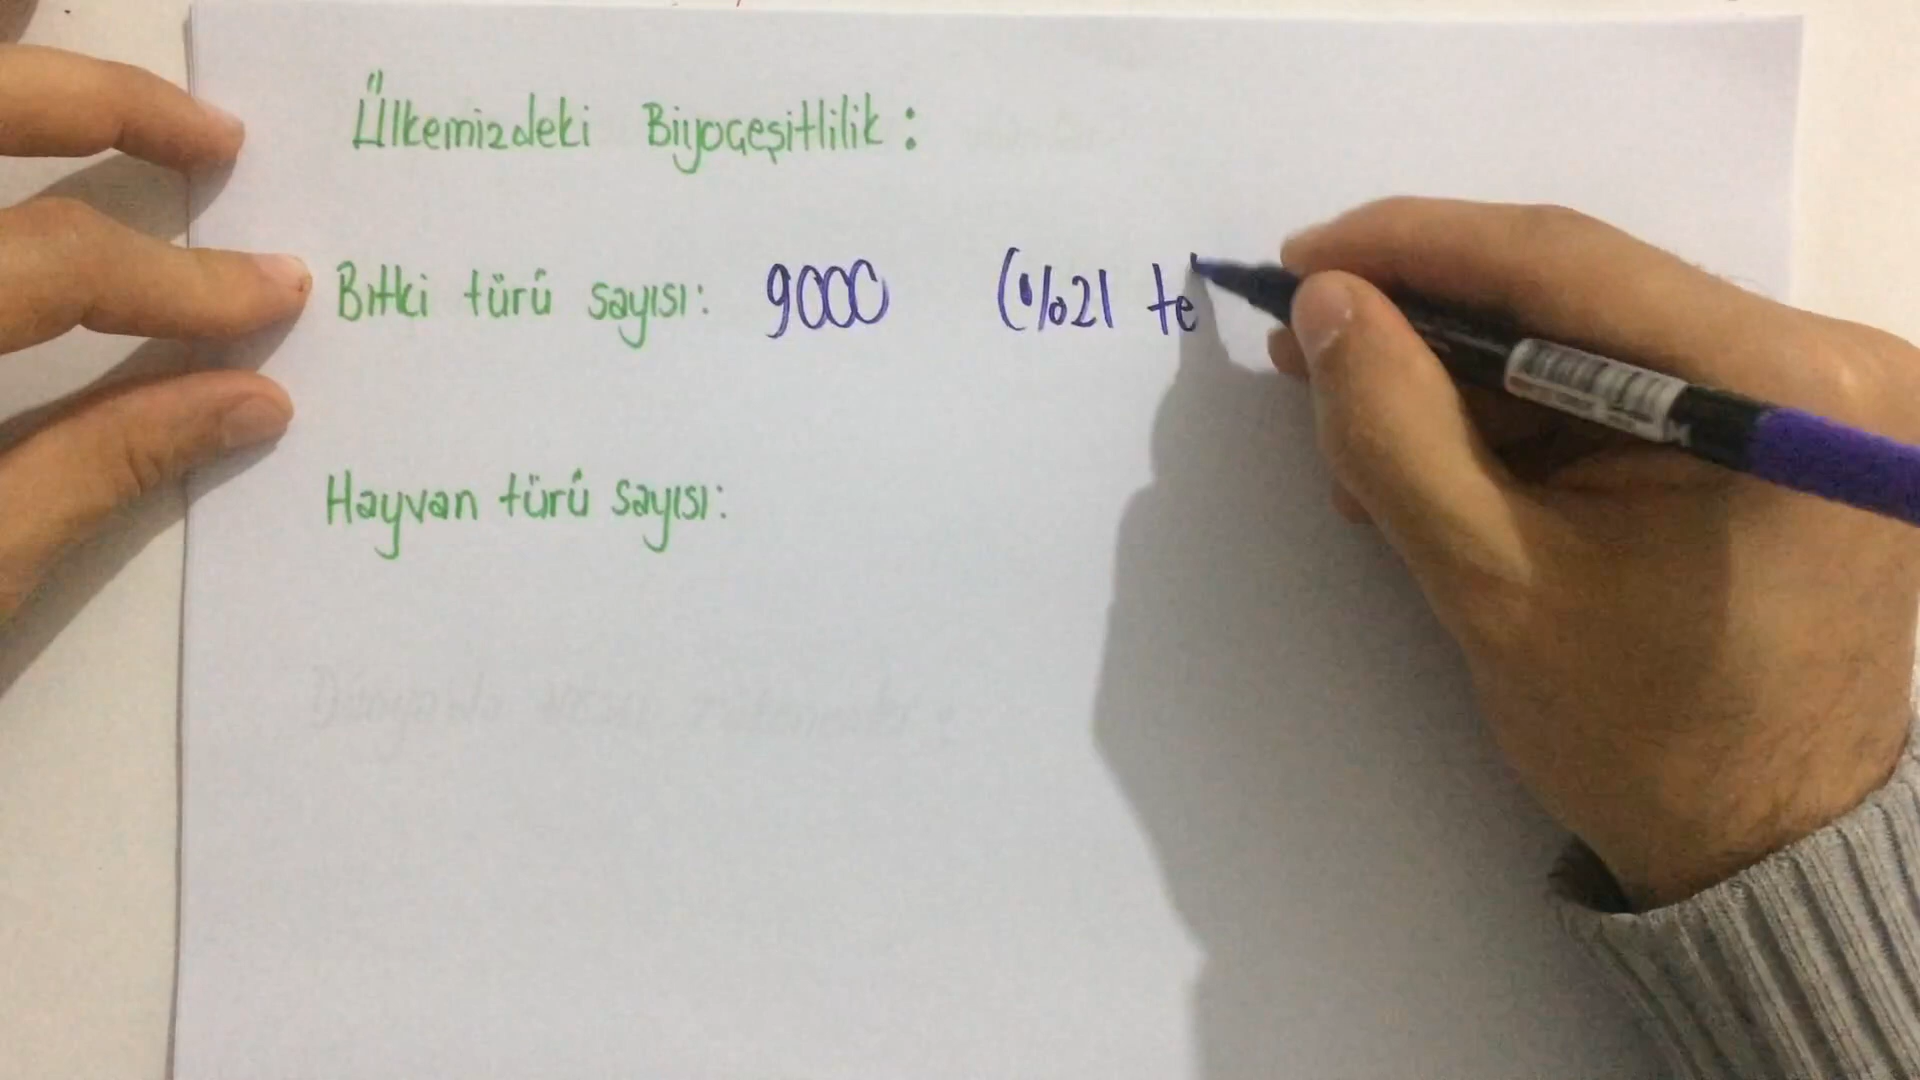 Ülkemizdeki Biyoçeşitlilik:
Bitki türü sayısı: 9000 (%21 te
Hayvan türü sayısı: